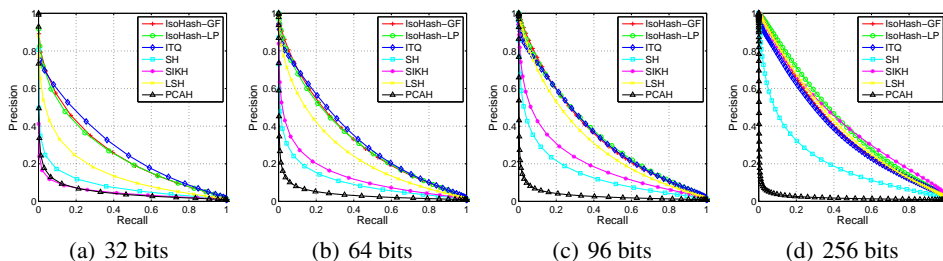 Precision
1
0.8
0.6
0.4
0.2
0
0 0.2 0.4 0.6 0.8 1
Recall
IsoHash-GF
IsoHash-LP
ITQ
SH
SIKH
LSH
PCAH
(a) 32 bits
Precision
1
0.8
0.6
0.4
0.2
0
0 0.2 0.4 0.6 0.8 1
Recall
IsoHash-GF
IsoHash-LP
ITQ
SH
SIKH
LSH
PCAH
(b) 64 bits
Precision
1
0.8
0.6
0.4
0.2
0
0 0.2 0.4 0.6 0.8 1
Recall
IsoHash-GF
IsoHash-LP
ITQ
SH
SIKH
LSH
PCAH
(c) 96 bits
Precision
1
0.8
0.6
0.4
0.2
0
0 0.2 0.4 0.6 0.8
Recall
IsoHash-GF
IsoHash-LP
ITQ
SH
SIKH
LSH
PCAH
(d) 256 bits